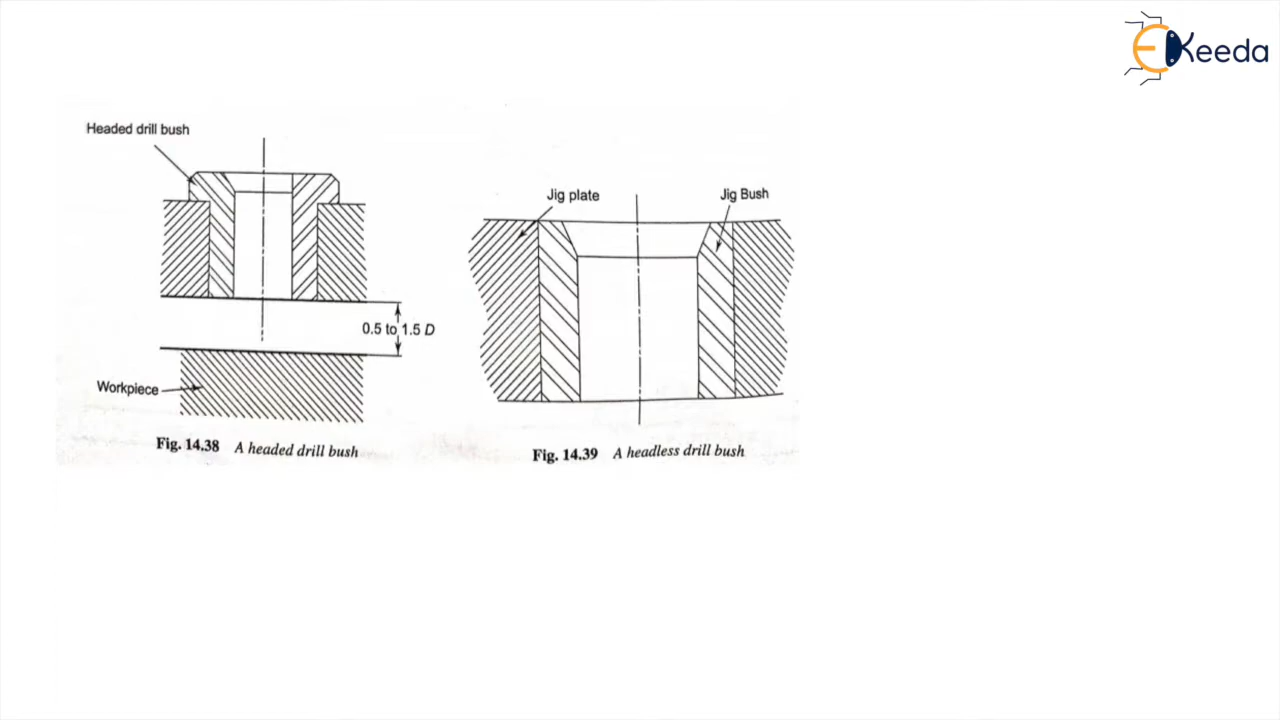 EKeeda
Headed drill bush
0.5 to 1.5 D
Workpiece
Fig. 14.38 A headed drill bush
Jig plate
Jig Bush
Fig. 14.39 A headless drill bush